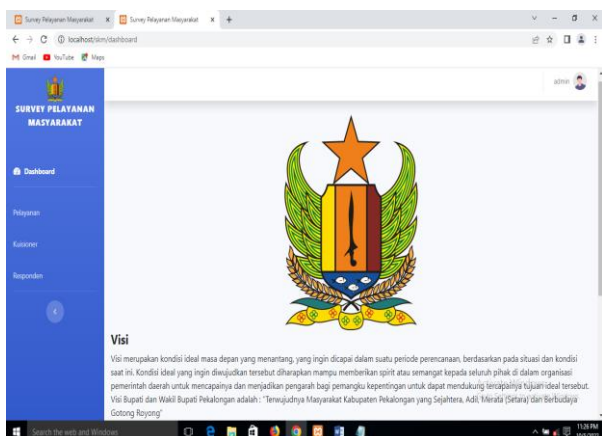 Survey Pelayanan Masyarakat
Survey Pelayanan Masyarakat
localhost/skm/dashboard
Gmail YouTube Maps
admin
SURVEY PELAYANAN
MASYARAKAT
Dashboard
Pelayanan
Kuisioner
Responden
Visi
Visi merupakan kondisi ideal masa depan yang menantang, yang ingin dicapai dalam suatu periode perencanaan, berdasarkan pada situasi dan kondisi
saat ini. Kondisi ideal yang ingin diwujudkan tersebut diharapkan mampu memberikan spirit atau semangat kepada seluruh pihak di dalam organisasi
pemerintah daerah untuk mencapainya dan menjadikan pengarah bagi pemangku kepentingan untuk dapat mendukung tercapainya tujuan ideal tersebut.
Visi Bupati dan Wakil Bupati Pekalongan adalah : "Terwujudnya Masyarakat Kabupaten Pekalongan yang Sejahtera, Adil, Merata (Setara) dan Berbudaya
Gotong Royong"
Search the web and Windows
11:26 PM